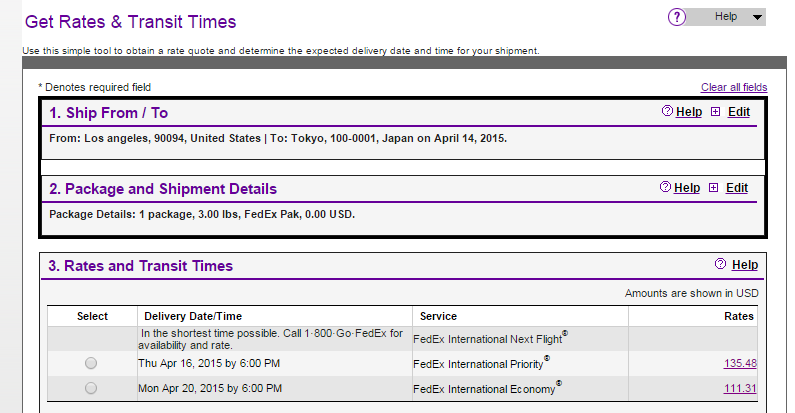 Get Rates & Transit Times
? Help
Use this simple tool to obtain a rate quote and determine the expected delivery date and time for your shipment.
* Denotes required field
Clear all fields
1. Ship From / To
? Help Edit
From: Los angeles, 90094, United States | To: Tokyo, 100-0001, Japan on April 14, 2015.
2. Package and Shipment Details
? Help Edit
Package Details: 1 package, 3.00 lbs, FedEx Pak, 0.00 USD.
3. Rates and Transit Times
? Help
Amounts are shown in USD
Select Delivery Date/Time Service Rates
In the shortest time possible. Call 1-800-Go-FedEx for
availability and rate.
FedEx International Next Flight®
Thu Apr 16, 2015 by 6:00 PM FedEx International Priority® 135.48
Mon Apr 20, 2015 by 6:00 PM FedEx International Economy® 111.31